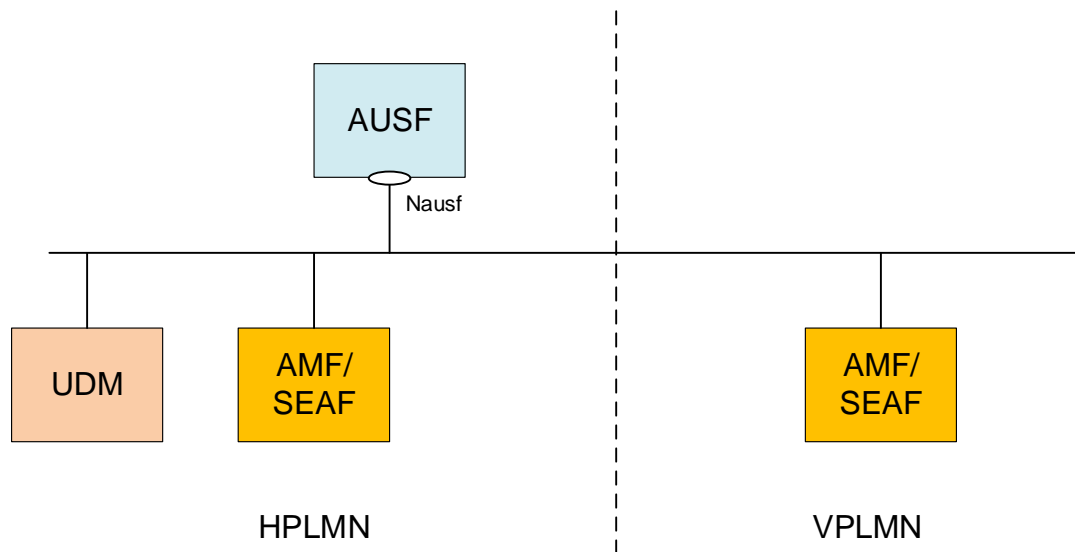 AUSF
Nausf
UDM
AMF/
SEAF
AMF/
SEAF
HPLMN
VPLMN